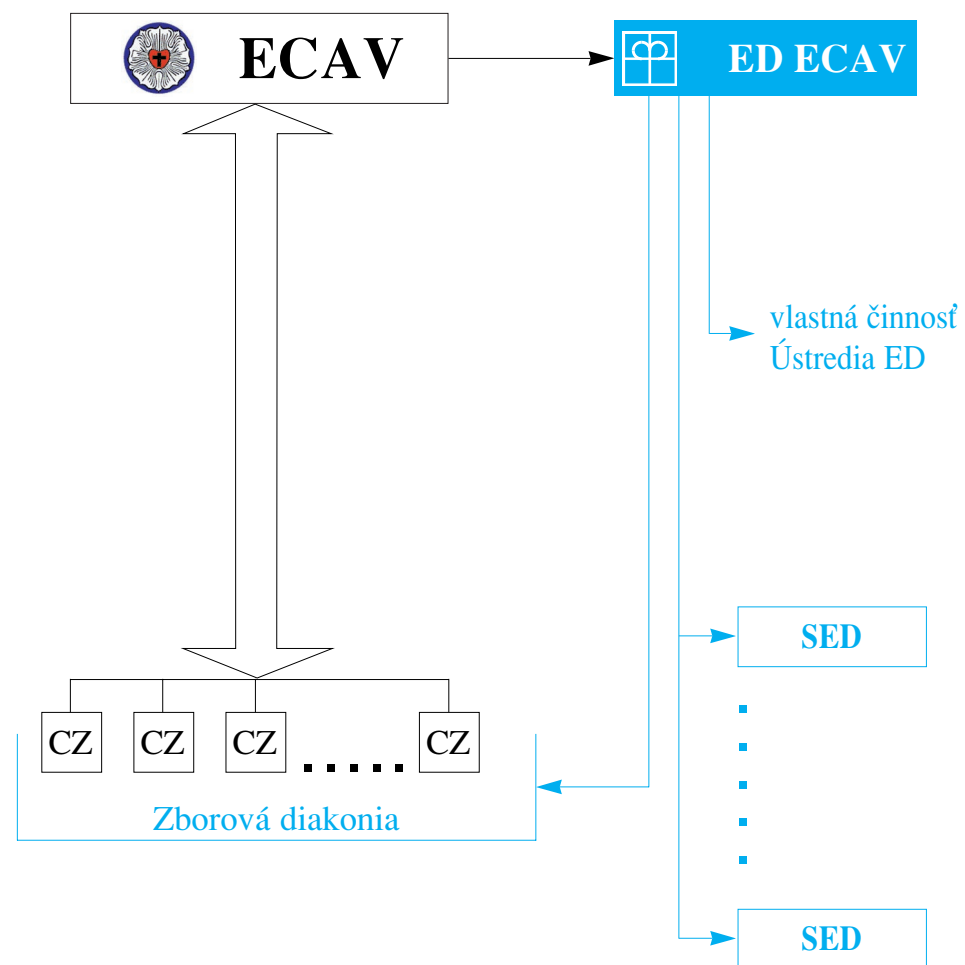 ECAV
ED ECAV
vlastná činnosť
Ústredia ED
SED
CZ CZ CZ CZ
Zborová diakonia
SED